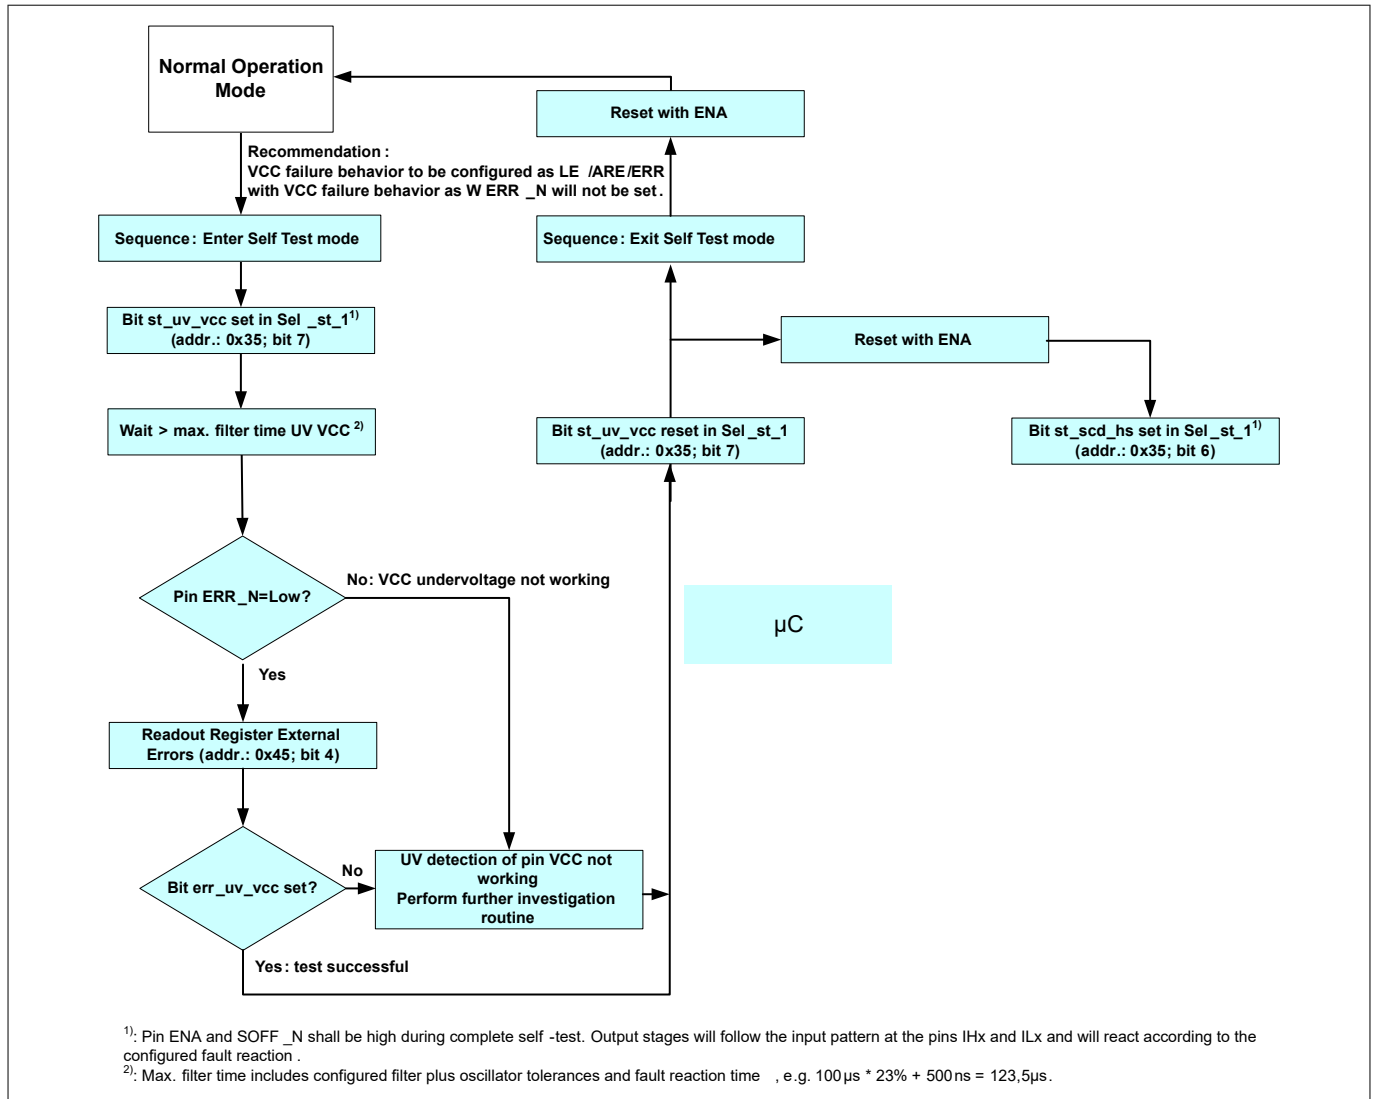 Normal Operation
Mode
Reset with ENA
Recommendation :
VCC failure behavior to be configured as LE /ARE/ERR
with VCC failure behavior as W ERR _N will not be set .
Sequence : Enter Self Test mode
Sequence : Exit Self Test mode
Bit st_uv_vcc set in Sel _st_1 1)
(addr.: 0x35; bit 7)
Reset with ENA
Wait > max. filter time UV VCC 2)
Bit st_uv_vcc reset in Sel _st_1
(addr.: 0x35; bit 7)
Bit st_scd_hs set in Sel _st_1 1)
(addr.: 0x35; bit 6)
Pin ERR _N=Low?
No: VCC undervoltage not working
µC
Yes
Readout Register External
Errors (addr.: 0x45; bit 4)
Bit err _uv_vcc set ?
No
UV detection of pin VCC not
working
Perform further investigation
routine
Yes : test successful
1): Pin ENA and SOFF _N shall be high during complete self -test. Output stages will follow the input pattern at the pins IHx and ILx and will react according to the
configured fault reaction .
2): Max. filter time includes configured filter plus oscillator tolerances and fault reaction time , e.g. 100µs * 23% + 500ns = 123,5µs.